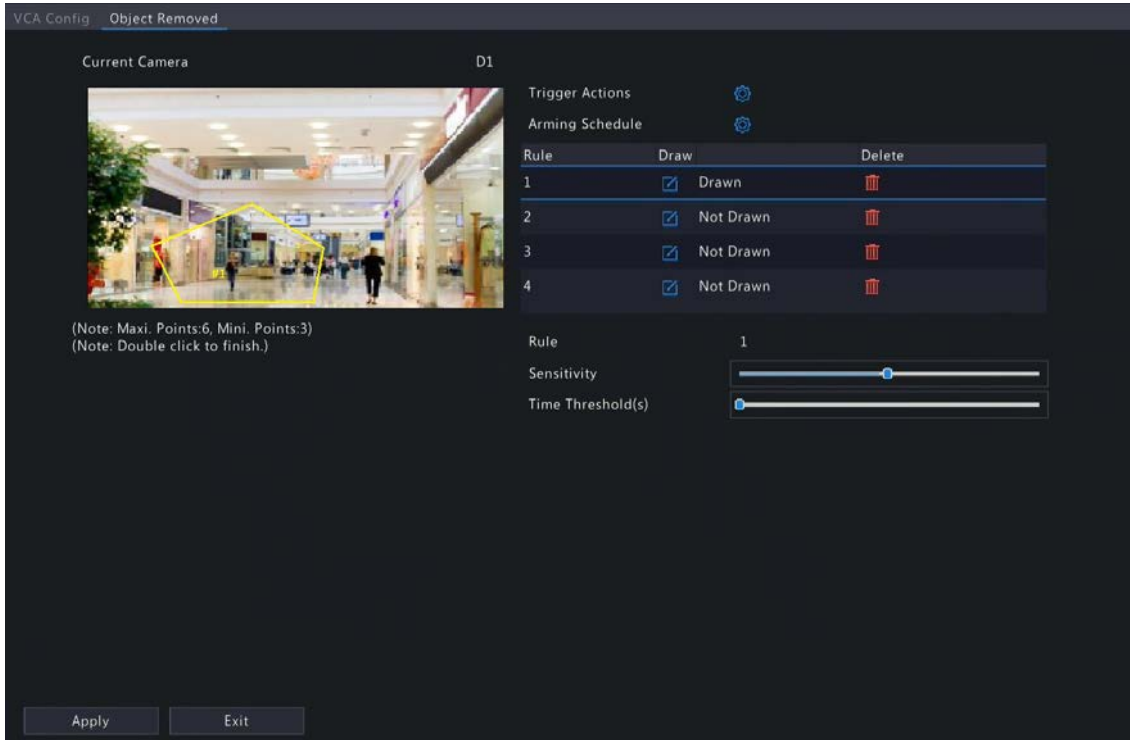 VCA Config Object Removed
Current Camera D1
#1
(Note: Maxi. Points:6, Mini. Points:3)
(Note: Double click to finish.)
Trigger Actions
Arming Schedule
Rule Draw Delete
1 Drawn
2 Not Drawn
3 Not Drawn
4 Not Drawn
Rule 1
Sensitivity
Time Threshold(s)
Apply Exit